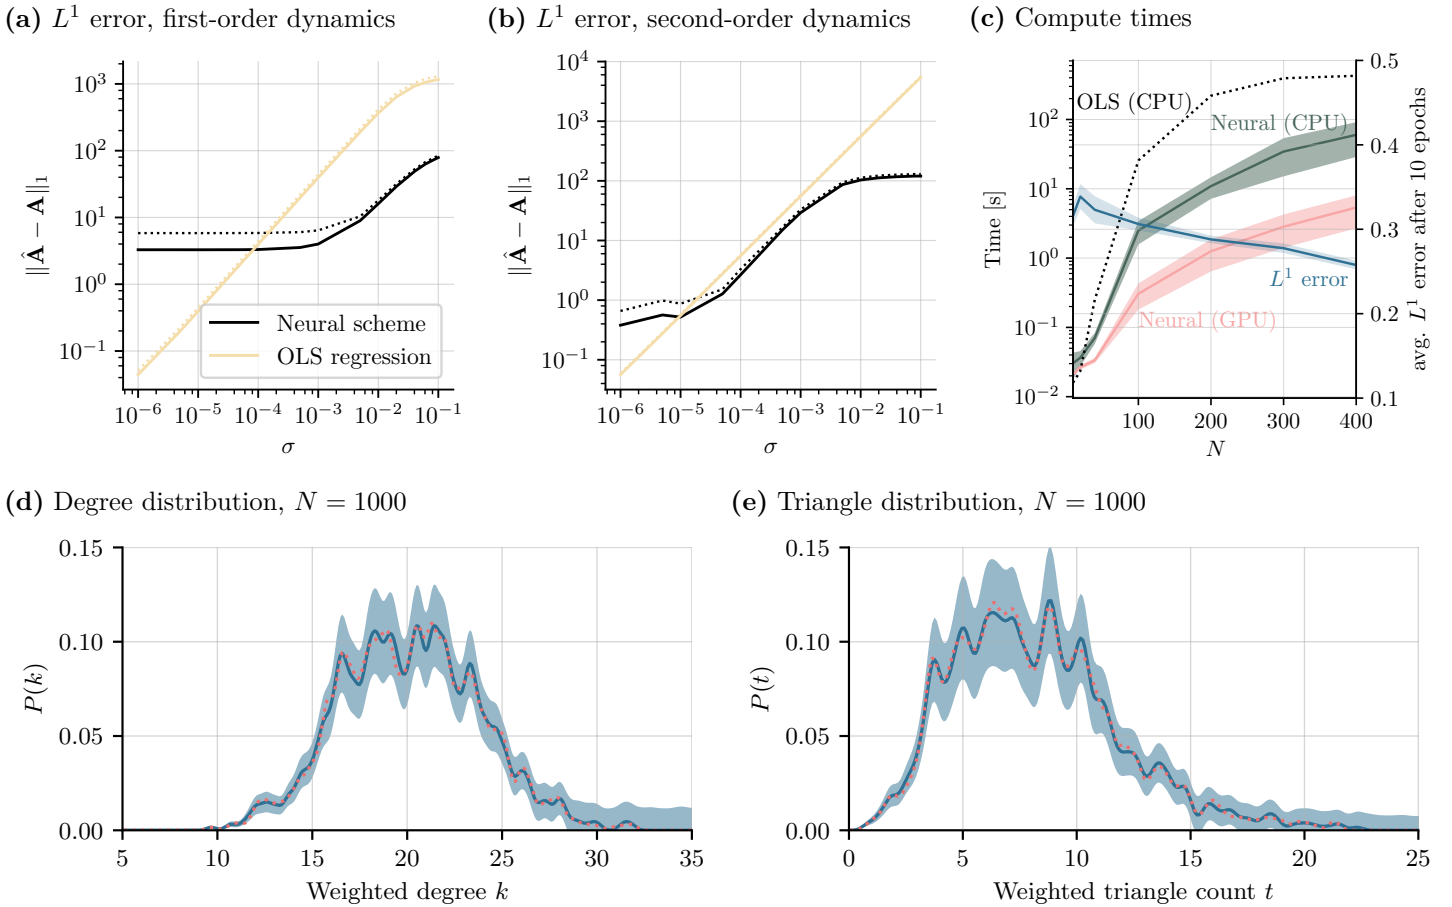 (a) L¹ error, first-order dynamics
10³
10²
10¹
10⁰
10⁻¹
‖Â − A‖₁
Neural scheme
OLS regression
10⁻⁶ 10⁻⁵ 10⁻⁴ 10⁻³ 10⁻² 10⁻¹
σ
(b) L¹ error, second-order dynamics
10⁴
10³
10²
10¹
10⁰
10⁻¹
‖Â − A‖₁
10⁻⁶ 10⁻⁵ 10⁻⁴ 10⁻³ 10⁻² 10⁻¹
σ
(c) Compute times
10²
10¹
10⁰
10⁻¹
10⁻²
Time [s]
OLS (CPU)
Neural (CPU)
L¹ error
Neural (GPU)
0.5
0.4
0.3
0.2
0.1
avg. L¹ error after 10 epochs
100 200 300 400
N
(d) Degree distribution, N = 1000
0.15
0.10
0.05
0.00
P(k)
5 10 15 20 25 30 35
Weighted degree k
(e) Triangle distribution, N = 1000
0.15
0.10
0.05
0.00
P(t)
0 5 10 15 20 25
Weighted triangle count t